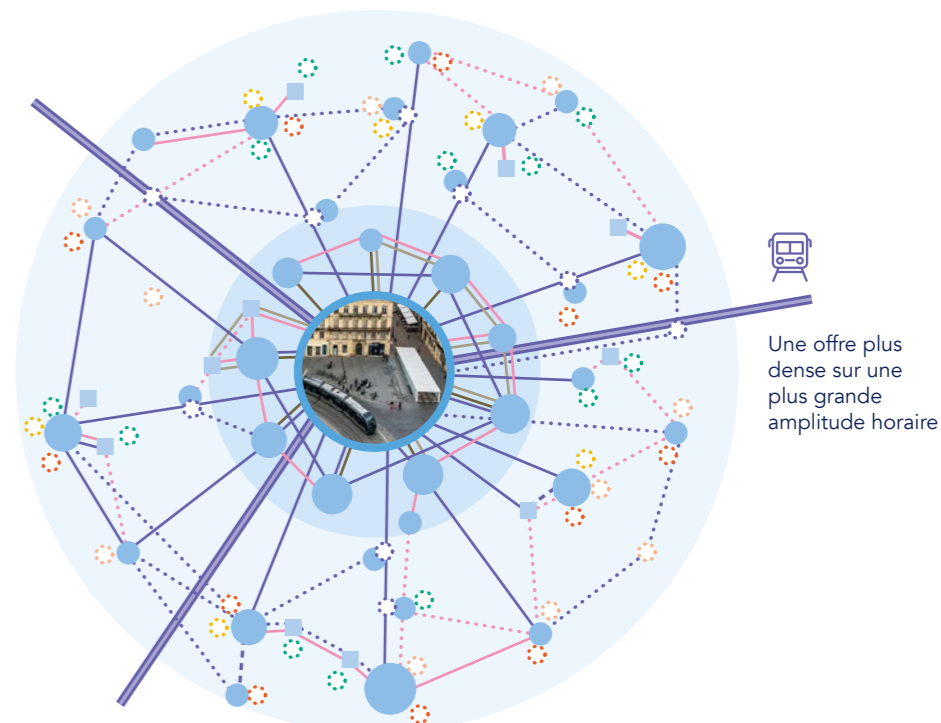 Une offre plus
dense sur une
plus grande
amplitude horaire